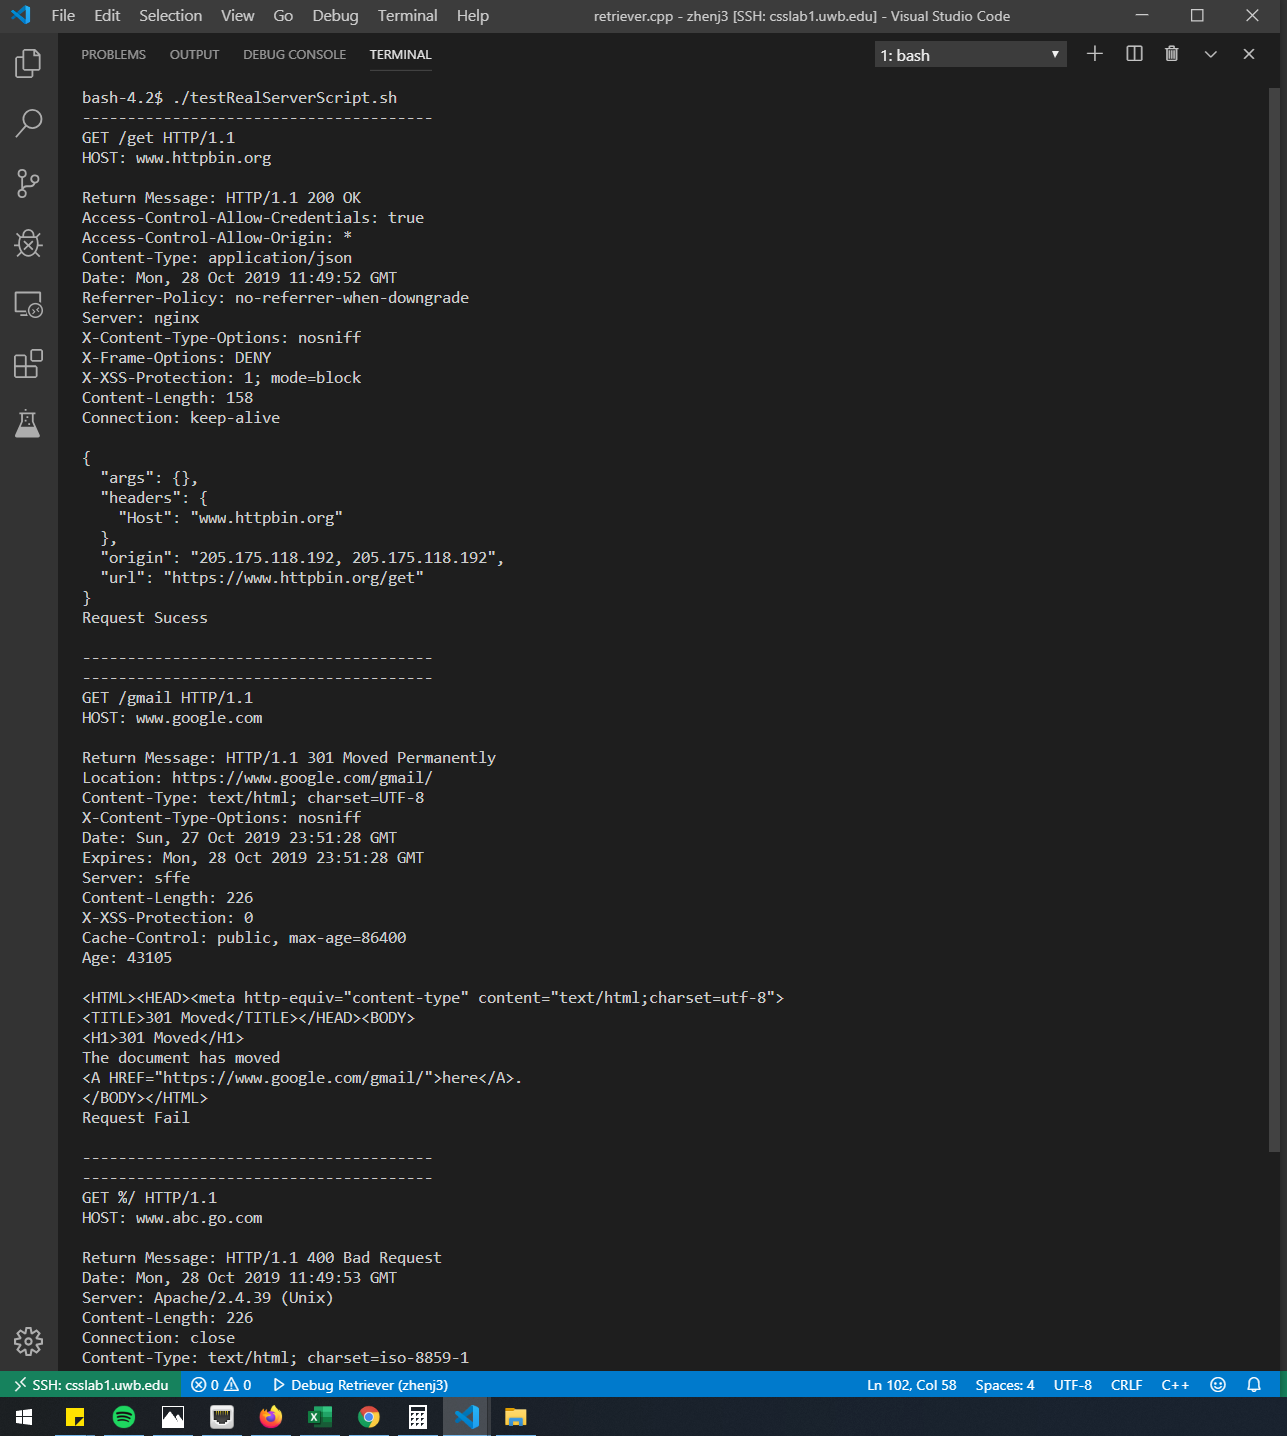 File Edit Selection View Go Debug Terminal Help retriever.cpp - zhenj3 [SSH: csslab1.uwb.edu] - Visual Studio Code
PROBLEMS OUTPUT DEBUG CONSOLE TERMINAL 1: bash
bash-4.2$ ./testRealServerScript.sh
---------------------------------------
GET /get HTTP/1.1
HOST: www.httpbin.org

Return Message: HTTP/1.1 200 OK
Access-Control-Allow-Credentials: true
Access-Control-Allow-Origin: *
Content-Type: application/json
Date: Mon, 28 Oct 2019 11:49:52 GMT
Referrer-Policy: no-referrer-when-downgrade
Server: nginx
X-Content-Type-Options: nosniff
X-Frame-Options: DENY
X-XSS-Protection: 1; mode=block
Content-Length: 158
Connection: keep-alive

{
  "args": {},
  "headers": {
    "Host": "www.httpbin.org"
  },
  "origin": "205.175.118.192, 205.175.118.192",
  "url": "https://www.httpbin.org/get"
}
Request Sucess

---------------------------------------
---------------------------------------
GET /gmail HTTP/1.1
HOST: www.google.com

Return Message: HTTP/1.1 301 Moved Permanently
Location: https://www.google.com/gmail/
Content-Type: text/html; charset=UTF-8
X-Content-Type-Options: nosniff
Date: Sun, 27 Oct 2019 23:51:28 GMT
Expires: Mon, 28 Oct 2019 23:51:28 GMT
Server: sffe
Content-Length: 226
X-XSS-Protection: 0
Cache-Control: public, max-age=86400
Age: 43105

<HTML><HEAD><meta http-equiv="content-type" content="text/html;charset=utf-8">
<TITLE>301 Moved</TITLE></HEAD><BODY>
<H1>301 Moved</H1>
The document has moved
<A HREF="https://www.google.com/gmail/">here</A>.
</BODY></HTML>
Request Fail

---------------------------------------
---------------------------------------
GET %/ HTTP/1.1
HOST: www.abc.go.com

Return Message: HTTP/1.1 400 Bad Request
Date: Mon, 28 Oct 2019 11:49:53 GMT
Server: Apache/2.4.39 (Unix)
Content-Length: 226
Connection: close
Content-Type: text/html; charset=iso-8859-1
SSH: csslab1.uwb.edu 0 0 Debug Retriever (zhenj3) Ln 102, Col 58 Spaces: 4 UTF-8 CRLF C++